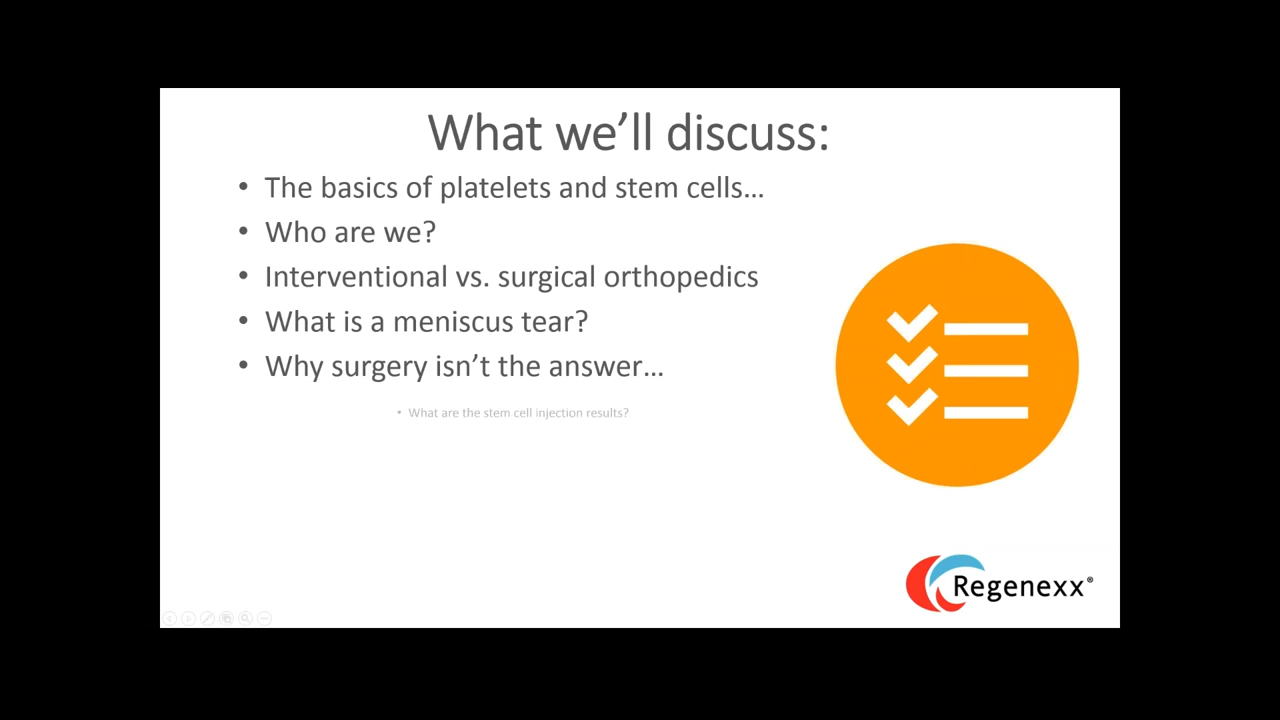 What we’ll discuss:
• The basics of platelets and stem cells…
• Who are we?
• Interventional vs. surgical orthopedics
• What is a meniscus tear?
• Why surgery isn’t the answer…
• What are the stem cell injection results?
Regenexx®